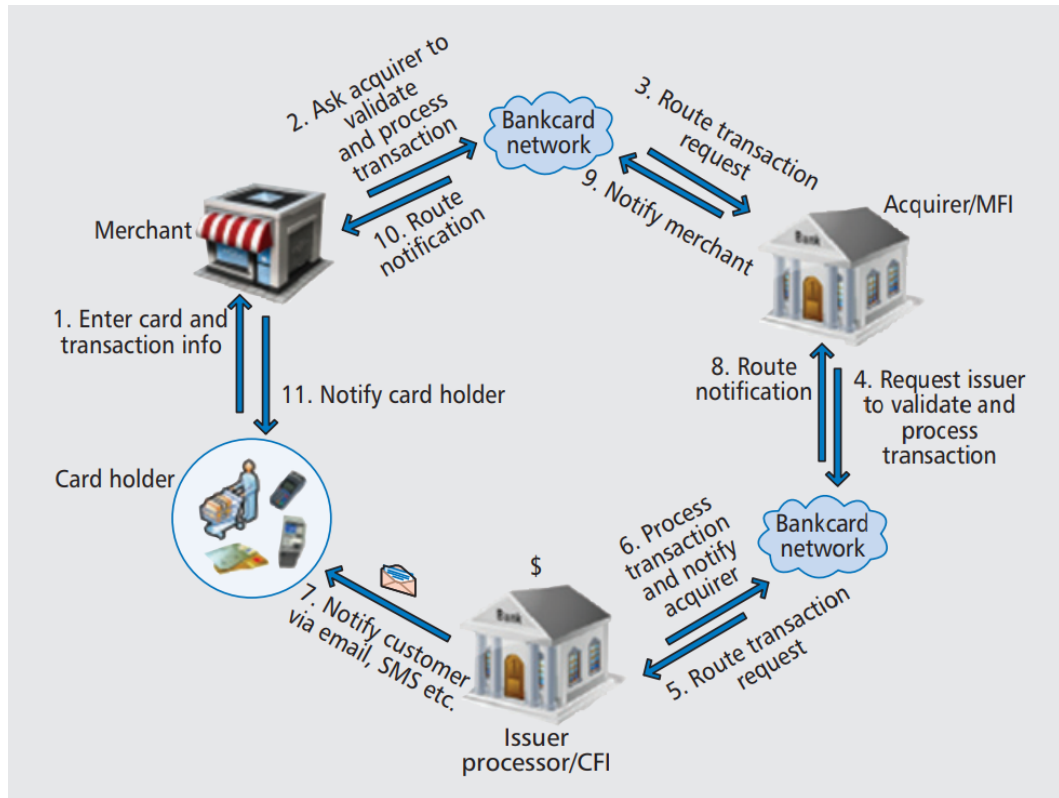 2. Ask acquirer to
validate
and process
transaction
Bankcard
network
3. Route transaction
request
Merchant
10. Route
notification
9. Notify merchant
Acquirer/MFI
Bank
1. Enter card and
transaction info
11. Notify card holder
8. Route
notification
4. Request issuer
to validate and
process
transaction
Card holder
Bankcard
network
6. Process
transaction
and notify
acquirer
$
Bank
7. Notify customer
via email, SMS etc.
5. Route transaction
request
Issuer
processor/CFI